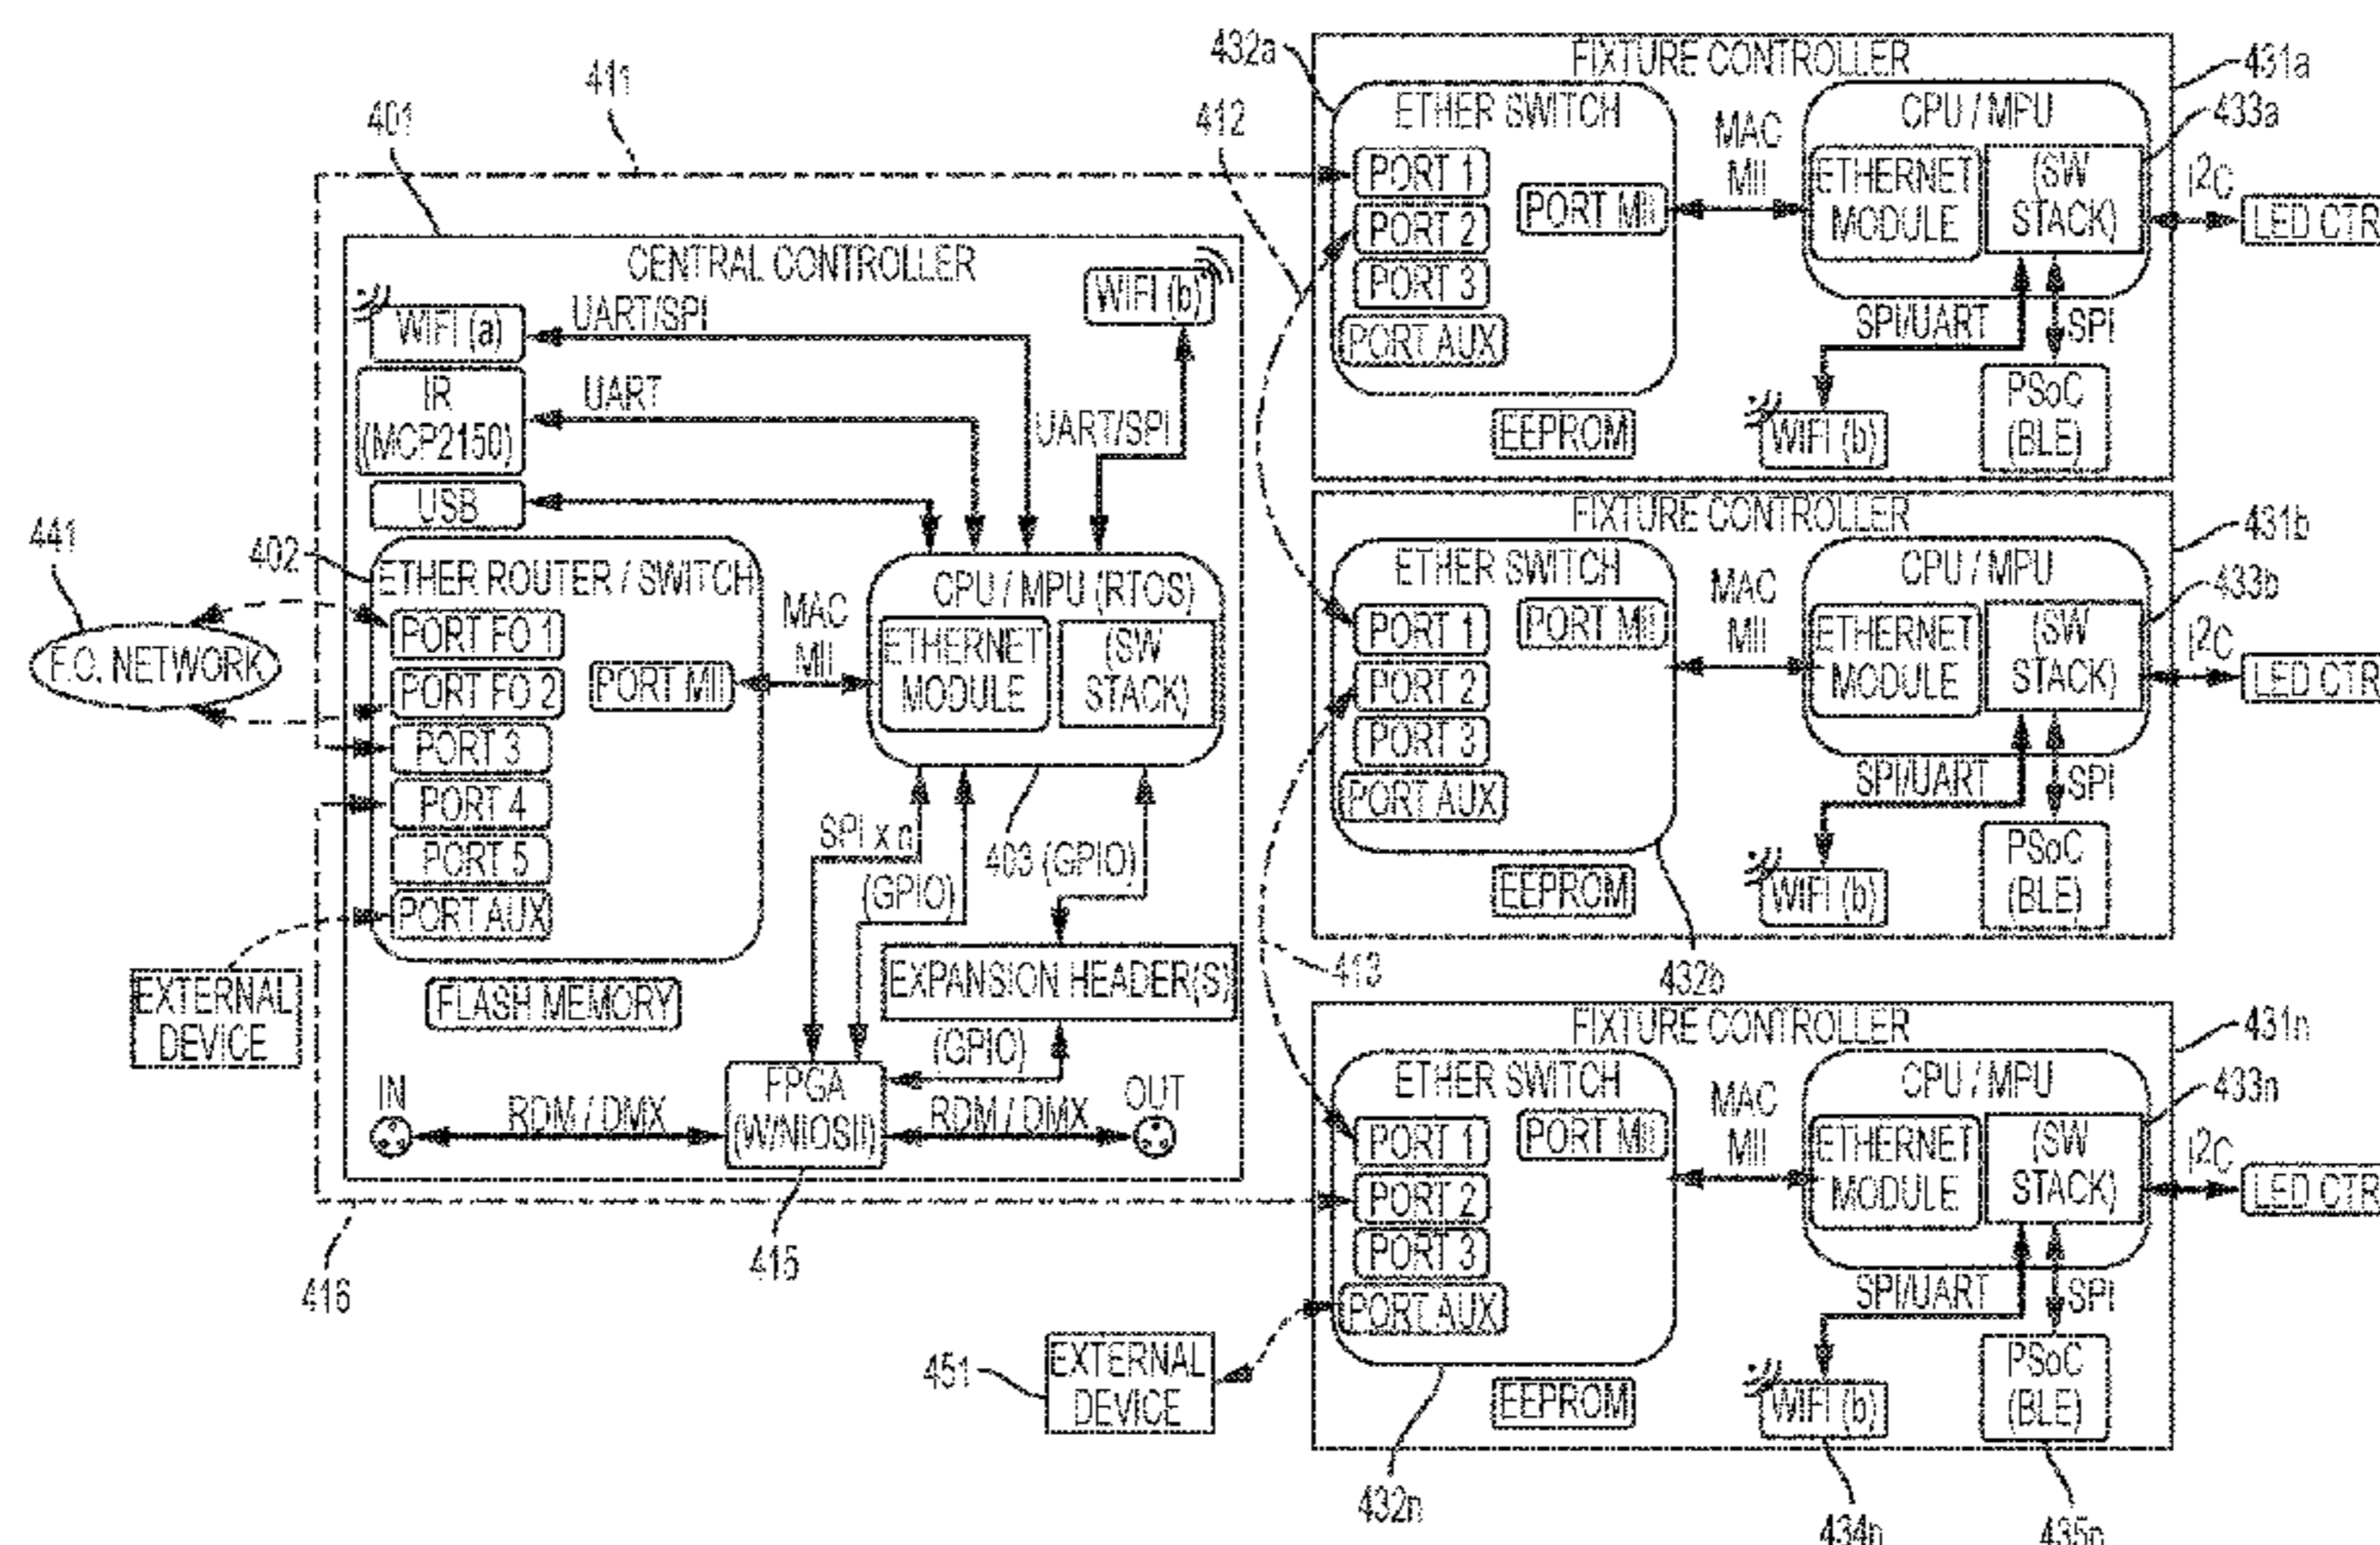 411
401
CENTRAL CONTROLLER
WIFI (a)
UART/SPI
WIFI (b)
IR
(MCP2150)
UART
UART/SPI
USB
441
402
ETHER ROUTER / SWITCH
PORT FO 1
PORT FO 2
PORT 3
PORT 4
PORT 5
PORT AUX
PORT MII
F.O. NETWORK
MAC
MII
CPU / MPU (RTOS)
ETHERNET
MODULE
(SW
STACK)
SPI x n
(GPIO)
403
(GPIO)
EXTERNAL
DEVICE
FLASH MEMORY
EXPANSION HEADER(S)
(GPIO)
IN
RDM / DMX
FPGA
(W/NIOSII)
RDM / DMX
OUT
416
415
412
413
432a
FIXTURE CONTROLLER
431a
ETHER SWITCH
PORT 1
PORT 2
PORT 3
PORT AUX
PORT MII
MAC
MII
CPU / MPU
433a
ETHERNET
MODULE
(SW
STACK)
I2C
LED CTR
SPI/UART
SPI
EEPROM
WIFI (b)
PSoC
(BLE)
FIXTURE CONTROLLER
431b
ETHER SWITCH
PORT 1
PORT 2
PORT 3
PORT AUX
PORT MII
MAC
MII
CPU / MPU
433b
ETHERNET
MODULE
(SW
STACK)
I2C
LED CTR
SPI/UART
SPI
EEPROM
WIFI (b)
PSoC
(BLE)
432b
FIXTURE CONTROLLER
431n
ETHER SWITCH
PORT 1
PORT 2
PORT 3
PORT AUX
PORT MII
MAC
MII
CPU / MPU
433n
ETHERNET
MODULE
(SW
STACK)
I2C
LED CTR
SPI/UART
SPI
451
EXTERNAL
DEVICE
EEPROM
WIFI (b)
PSoC
(BLE)
432n
434n
435n